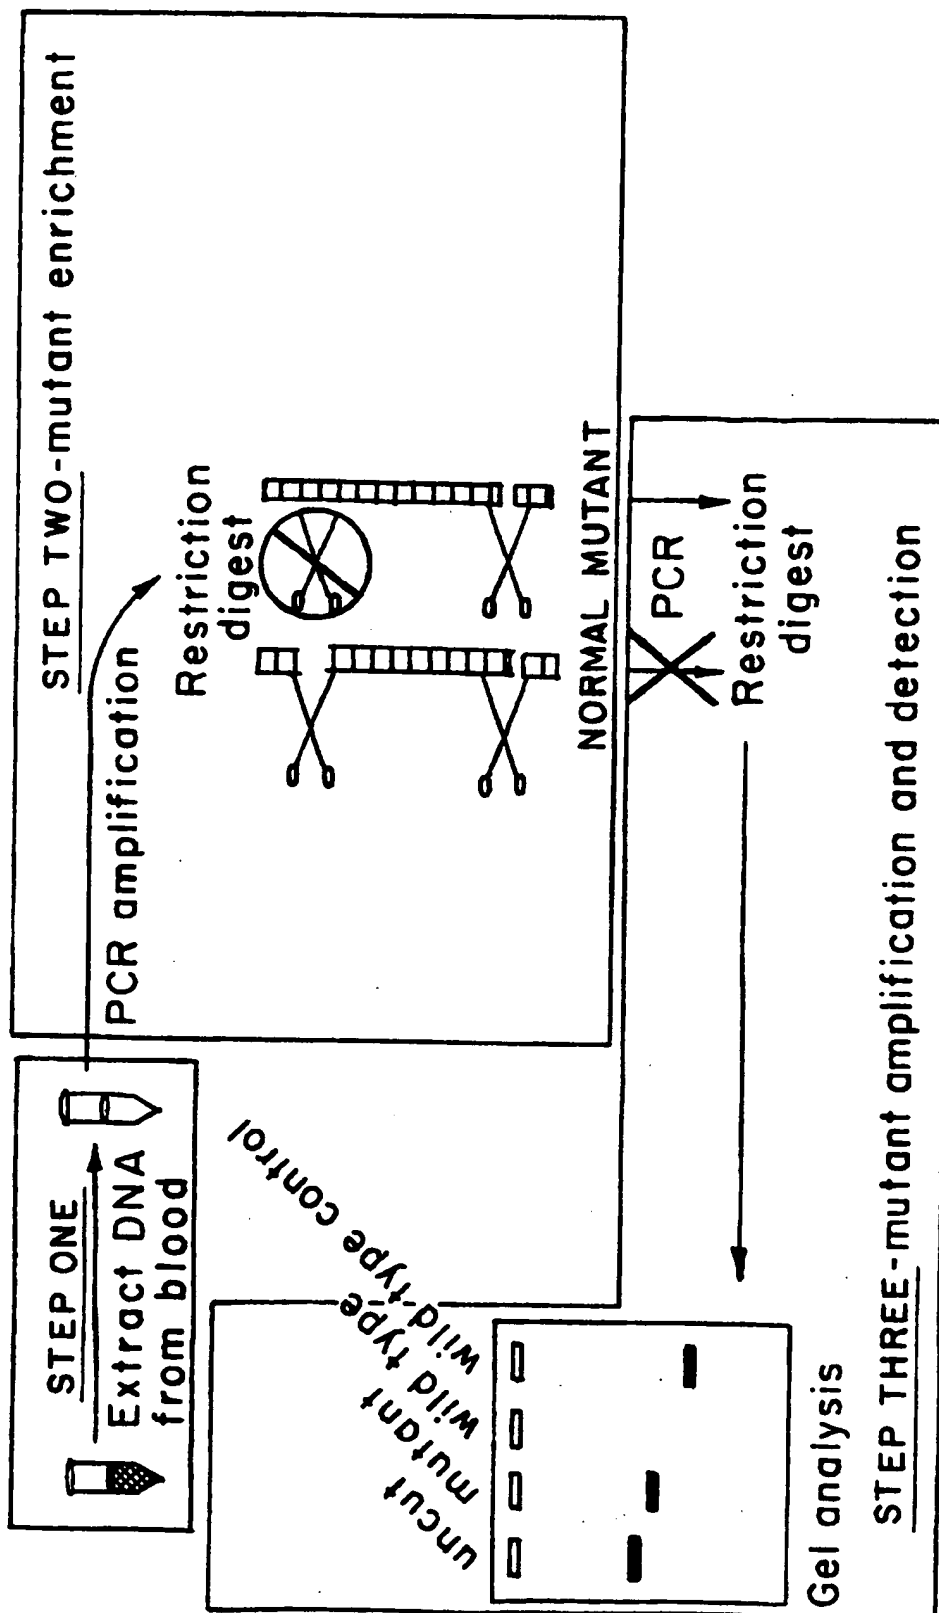 STEP ONE
Extract DNA
from blood
PCR amplification
STEP TWO-mutant enrichment
Restriction
digest
NORMAL MUTANT
PCR
Restriction
digest
uncut
mutant
wild type
wild-type control
Gel analysis
STEP THREE-mutant amplification and detection